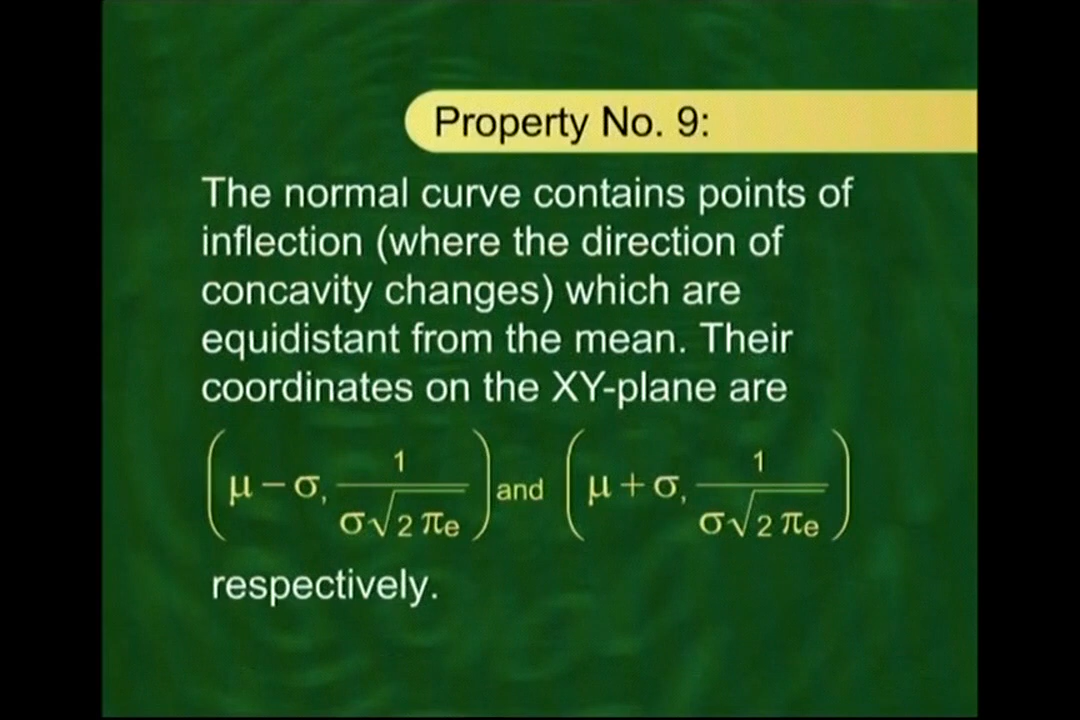 Property No. 9:
The normal curve contains points of
inflection (where the direction of
concavity changes) which are
equidistant from the mean. Their
coordinates on the XY-plane are
(μ − σ, 1/(σ√2πe)) and (μ + σ, 1/(σ√2πe))
respectively.